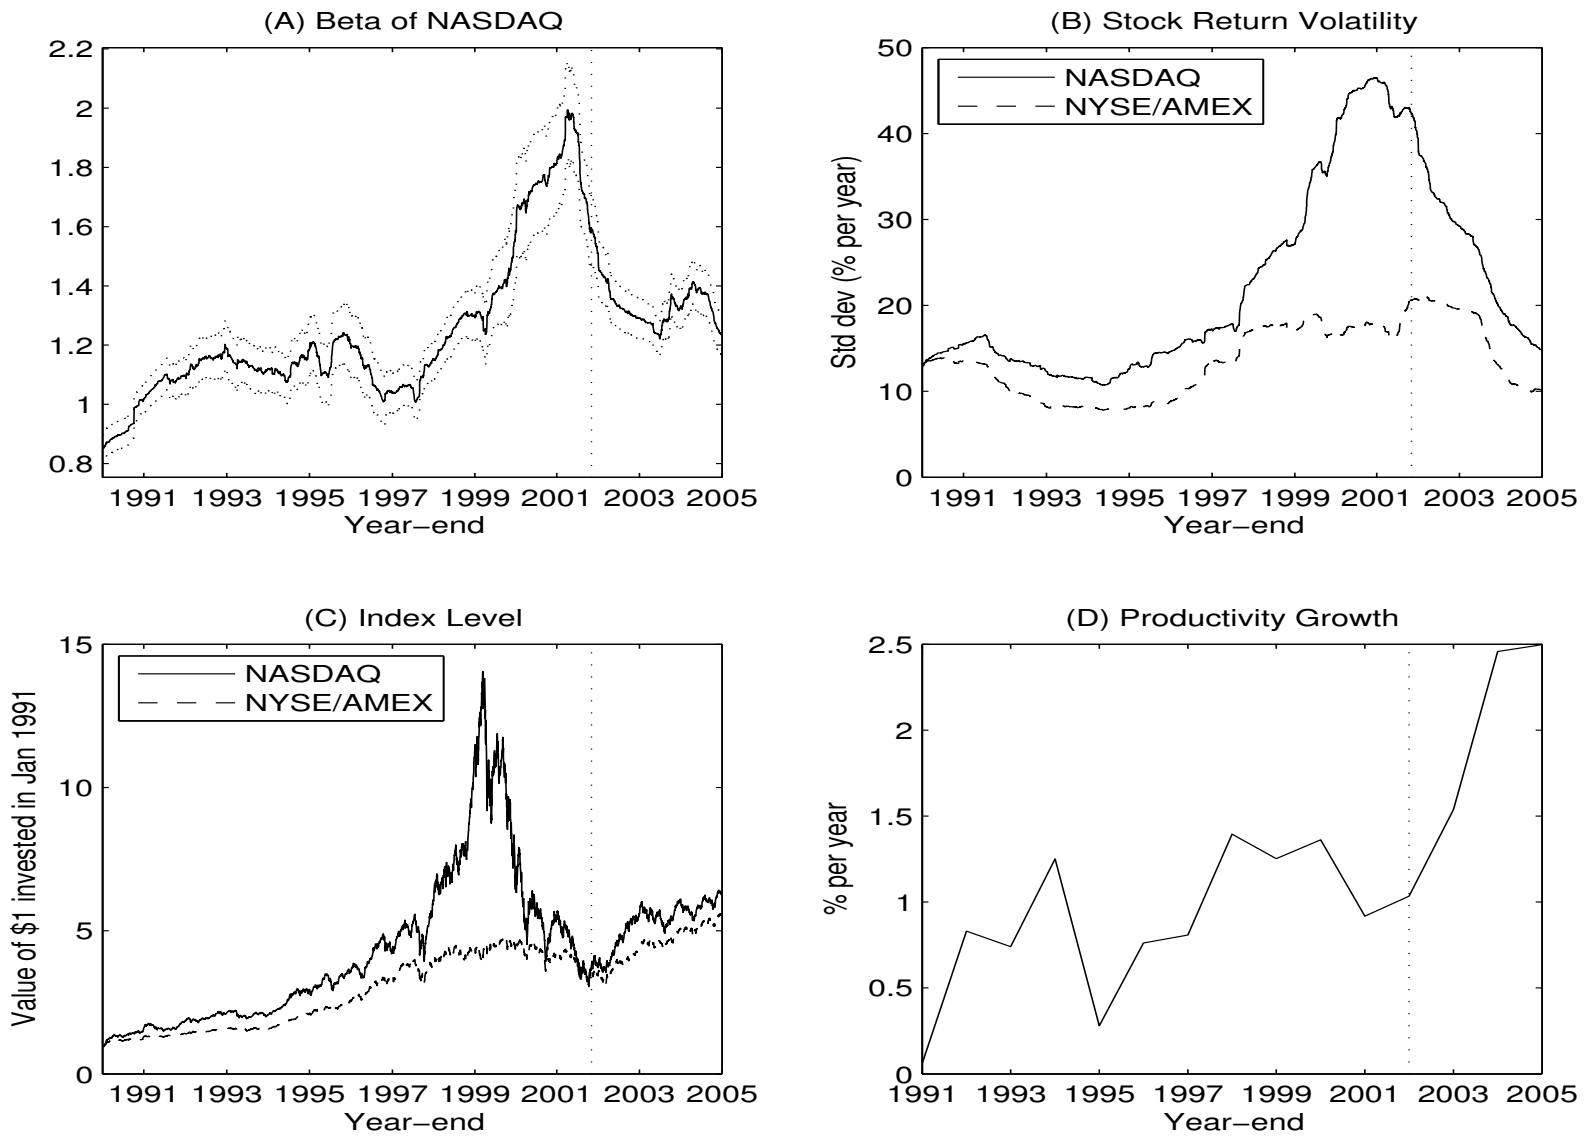 (A) Beta of NASDAQ
2.2
2
1.8
1.6
1.4
1.2
1
0.8
1991 1993 1995 1997 1999 2001 2003 2005
Year−end
(B) Stock Return Volatility
NASDAQ
NYSE/AMEX
Std dev (% per year)
50
40
30
20
10
0
1991 1993 1995 1997 1999 2001 2003 2005
Year−end
(C) Index Level
NASDAQ
NYSE/AMEX
Value of $1 invested in Jan 1991
15
10
5
0
1991 1993 1995 1997 1999 2001 2003 2005
Year−end
(D) Productivity Growth
% per year
2.5
2
1.5
1
0.5
0
1991 1993 1995 1997 1999 2001 2003 2005
Year−end